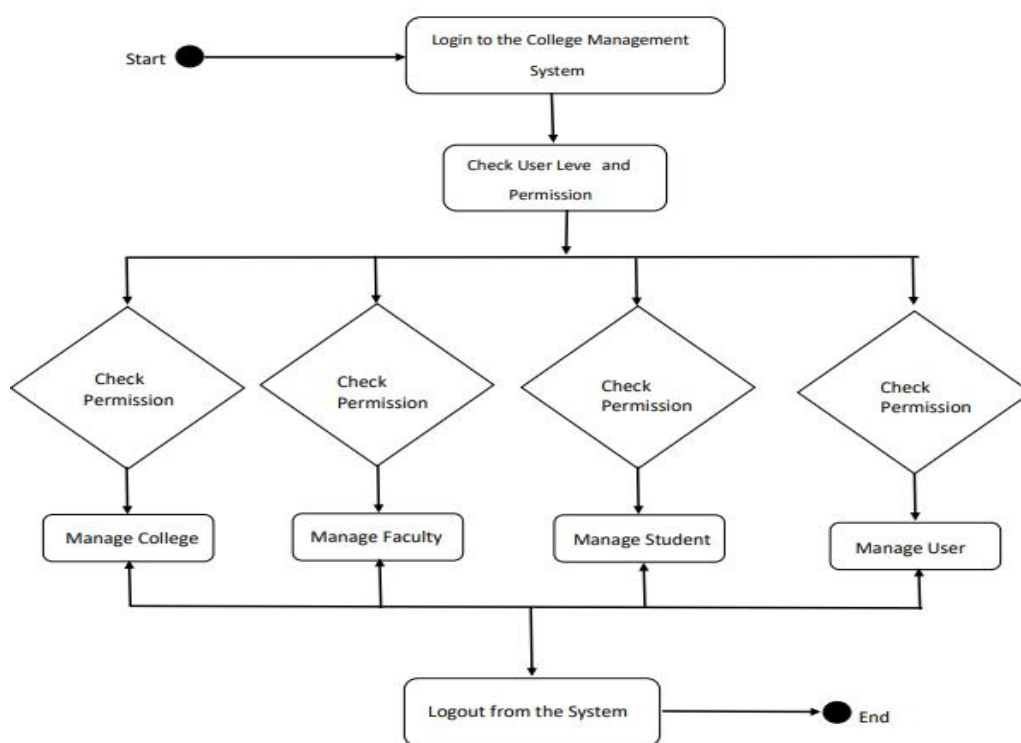 Start
Login to the College Management
System
Check User Leve and
Permission
Check
Permission
Check
Permission
Check
Permission
Check
Permission
Manage College
Manage Faculty
Manage Student
Manage User
Logout from the System
End